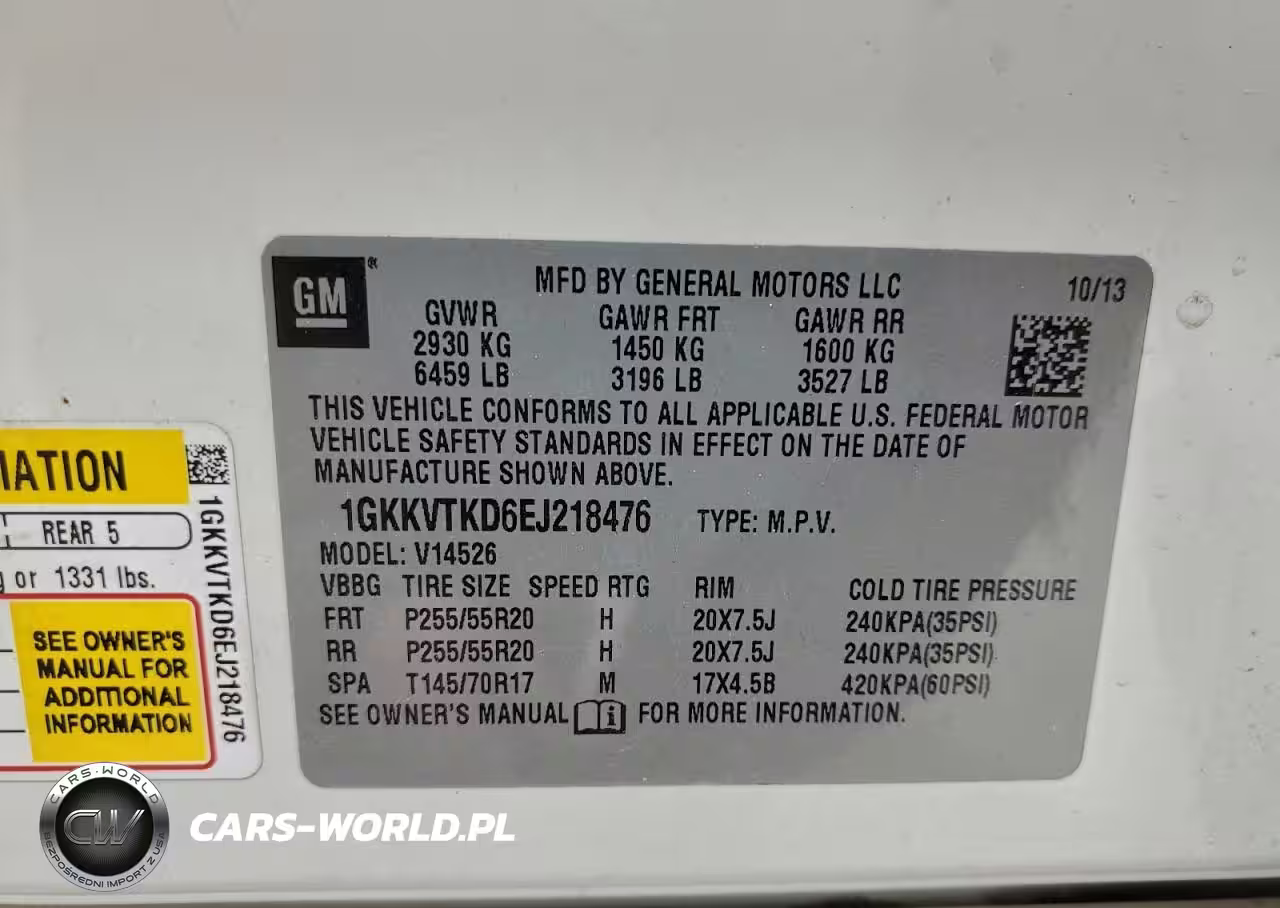 GM ®
MFD BY GENERAL MOTORS LLC 10/13
GVWR GAWR FRT GAWR RR
2930 KG 1450 KG 1600 KG
6459 LB 3196 LB 3527 LB
THIS VEHICLE CONFORMS TO ALL APPLICABLE U.S. FEDERAL MOTOR
VEHICLE SAFETY STANDARDS IN EFFECT ON THE DATE OF
MANUFACTURE SHOWN ABOVE.
1GKKVTKD6EJ218476 TYPE: M.P.V.
MODEL: V14526
VBBG TIRE SIZE SPEED RTG RIM COLD TIRE PRESSURE
FRT P255/55R20 H 20X7.5J 240KPA(35PSI)
RR P255/55R20 H 20X7.5J 240KPA(35PSI)
SPA T145/70R17 M 17X4.5B 420KPA(60PSI)
SEE OWNER'S MANUAL FOR MORE INFORMATION.
REAR 5
or 1331 lbs.
SEE OWNER'S
MANUAL FOR
ADDITIONAL
INFORMATION
1GKKVTKD6EJ218476
CARS-WORLD
CW
BEZPOŚREDNI IMPORT Z USA
CARS-WORLD.PL